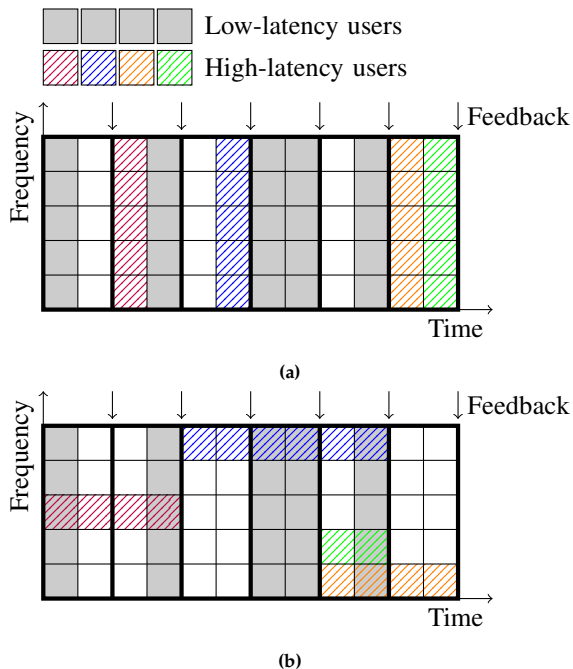 Low-latency users
High-latency users
Feedback
Frequency
Time
(a)
Feedback
Frequency
Time
(b)